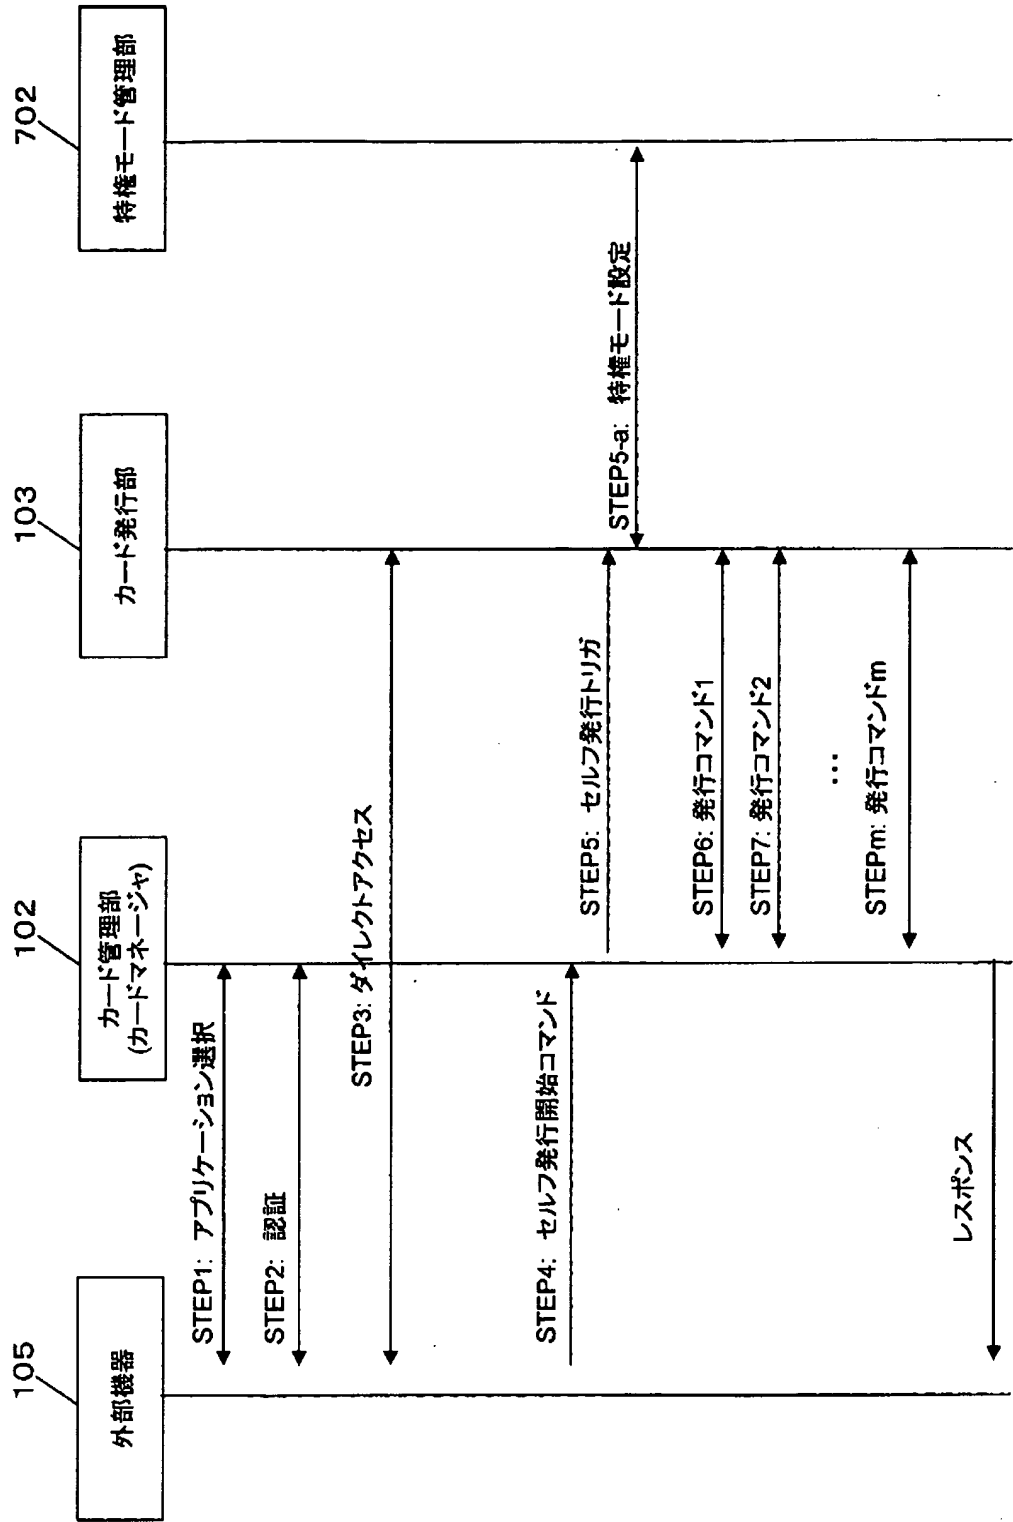 105
外部機器
102
カード管理部
(カードマネージャ)
103
カード発行部
702
特権モード管理部
STEP1: アプリケーション選択
STEP2: 認証
STEP3: ダイレクトアクセス
STEP4: セルフ発行開始コマンド
STEP5: セルフ発行トリガ
STEP5-a: 特権モード設定
STEP6: 発行コマンド1
STEP7: 発行コマンド2
...
STEPm: 発行コマンドm
レスポンス